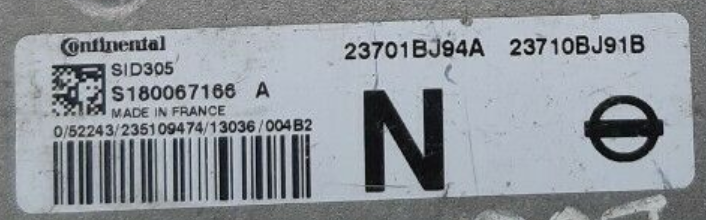 Continental
SID305
S180067166 A
MADE IN FRANCE
0/52243/235109474/13036/004B2
23701BJ94A 23710BJ91B
N